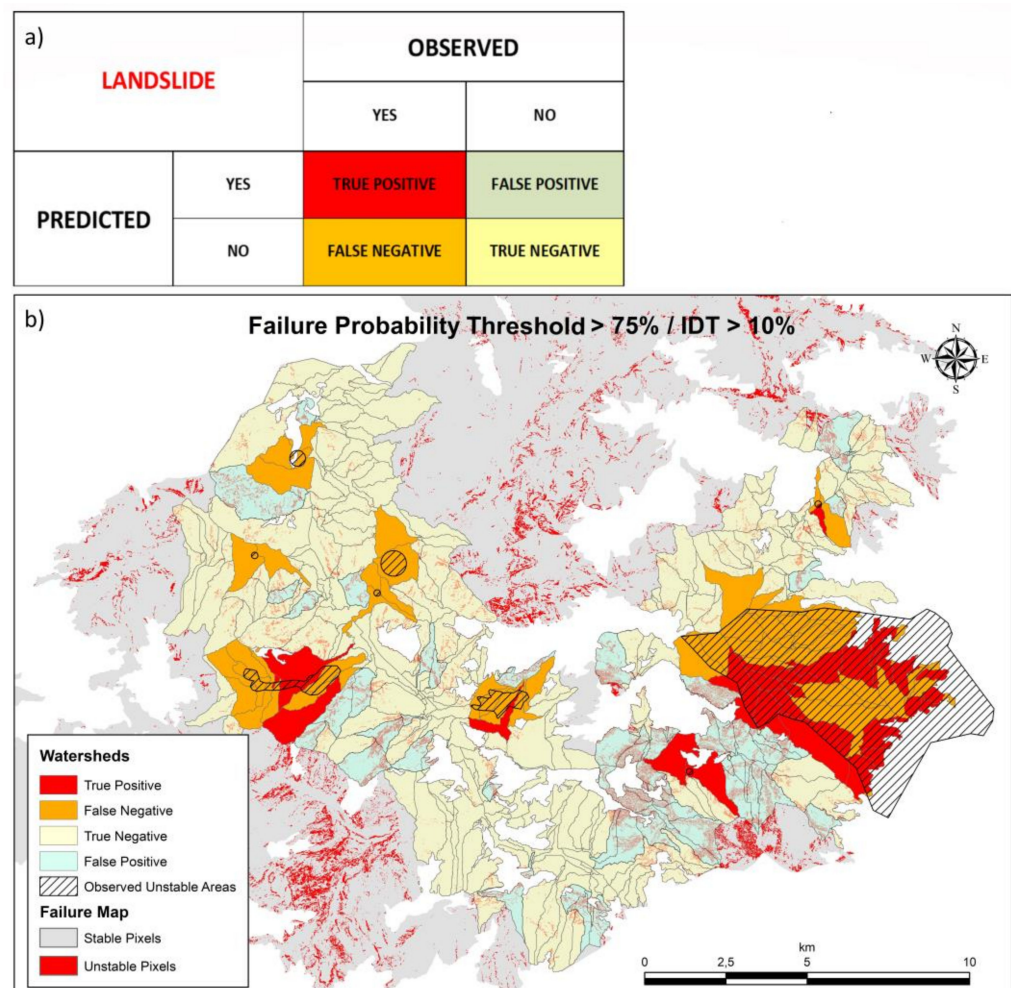 a)
OBSERVED
LANDSLIDE
YES
NO
YES
TRUE POSITIVE
FALSE POSITIVE
PREDICTED
NO
FALSE NEGATIVE
TRUE NEGATIVE
b)
Failure Probability Threshold > 75% / IDT > 10%
N
W
E
S
Watersheds
True Positive
False Negative
True Negative
False Positive
Observed Unstable Areas
Failure Map
Stable Pixels
Unstable Pixels
km
0
2,5
5
10